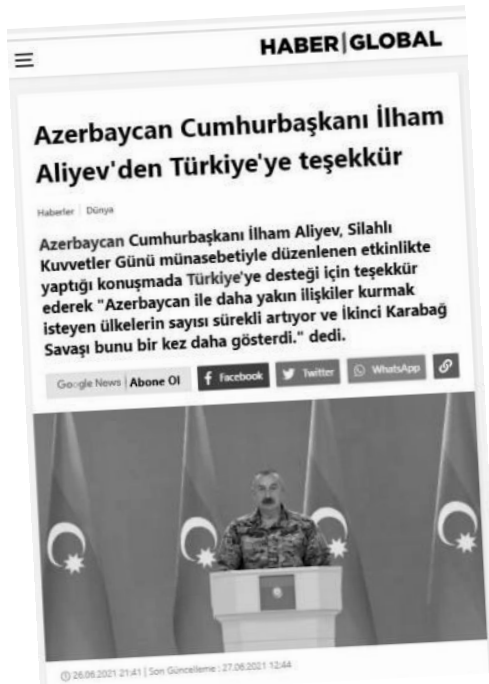 HABER|GLOBAL
Azerbaycan Cumhurbaşkanı İlham
Aliyev'den Türkiye'ye teşekkür
Haberler | Dünya
Azerbaycan Cumhurbaşkanı İlham Aliyev, Silahlı
Kuvvetler Günü münasebetiyle düzenlenen etkinlikte
yaptığı konuşmada Türkiye'ye desteği için teşekkür
ederek "Azerbaycan ile daha yakın ilişkiler kurmak
isteyen ülkelerin sayısı sürekli artıyor ve İkinci Karabağ
Savaşı bunu bir kez daha gösterdi." dedi.
Google News | Abone Ol Facebook Twitter WhatsApp
26.06.2021 21:41 | Son Güncelleme : 27.06.2021 12:44